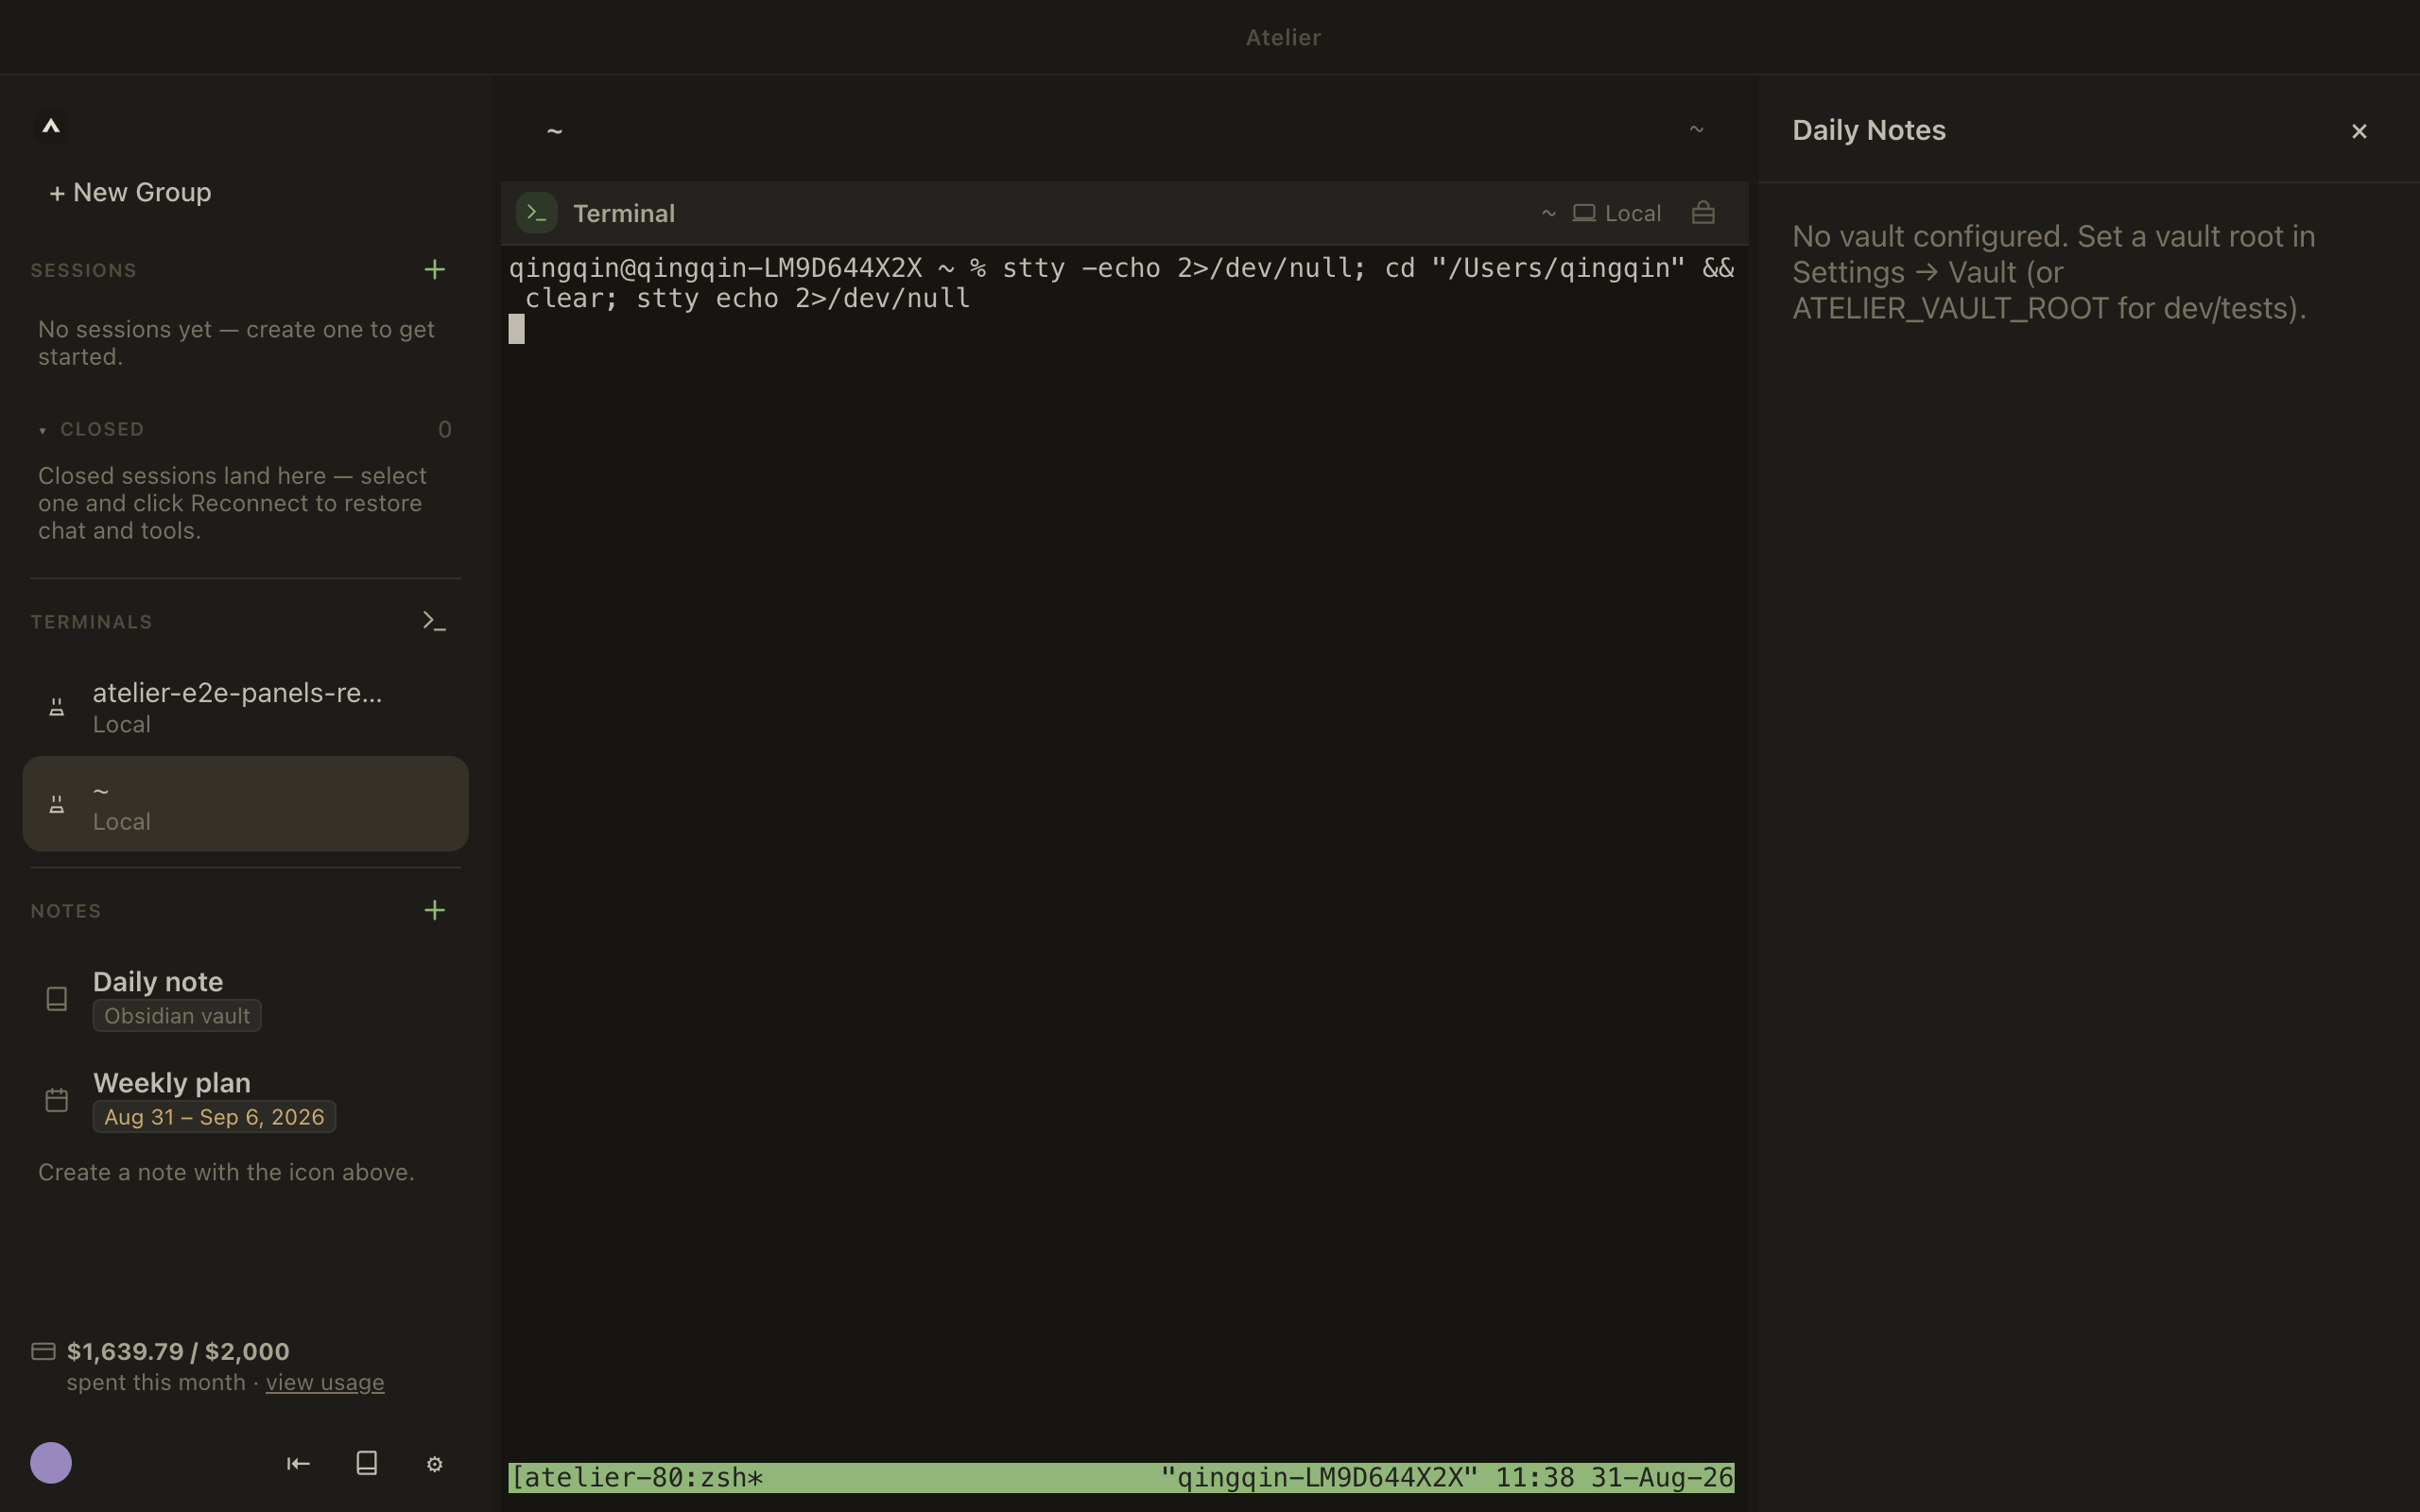 Atelier
+ New Group
SESSIONS
No sessions yet — create one to get
started.
CLOSED 0
Closed sessions land here — select
one and click Reconnect to restore
chat and tools.
TERMINALS
atelier-e2e-panels-re...
Local
~
Local
NOTES
Daily note
Obsidian vault
Weekly plan
Aug 31 – Sep 6, 2026
Create a note with the icon above.
$1,639.79 / $2,000
spent this month · view usage
~ ~
Terminal ~ Local
qingqin@qingqin-LM9D644X2X ~ % stty -echo 2>/dev/null; cd "/Users/qingqin" &&
clear; stty echo 2>/dev/null
[atelier-80:zsh* "qingqin-LM9D644X2X" 11:38 31-Aug-26
Daily Notes
No vault configured. Set a vault root in
Settings → Vault (or
ATELIER_VAULT_ROOT for dev/tests).